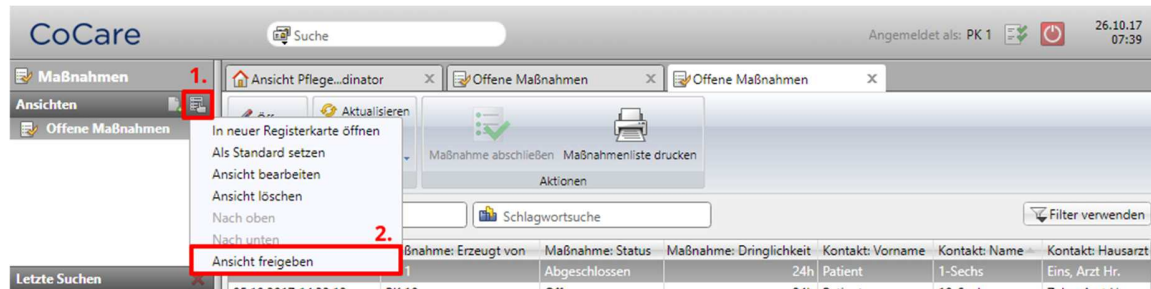 CoCare
Suche
Angemeldet als: PK 1
26.10.17
07:39
Maßnahmen
1.
Ansicht Pflege...dinator X
Offene Maßnahmen X
Offene Maßnahmen X
Ansichten
Aktualisieren
Offene Maßnahmen
In neuer Registerkarte öffnen
Als Standard setzen
Ansicht bearbeiten
Ansicht löschen
Nach oben
Nach unten
2.
Ansicht freigeben
Maßnahme abschließen Maßnahmenliste drucken
Aktionen
Schlagwortsuche
Filter verwenden
Erzeugt von Maßnahme: Status Maßnahme: Dringlichkeit Kontakt: Vorname Kontakt: Name Kontakt: Hausarzt
Abgeschlossen 24h Patient 1-Sechs Eins, Arzt Hr.
Letzte Suchen X